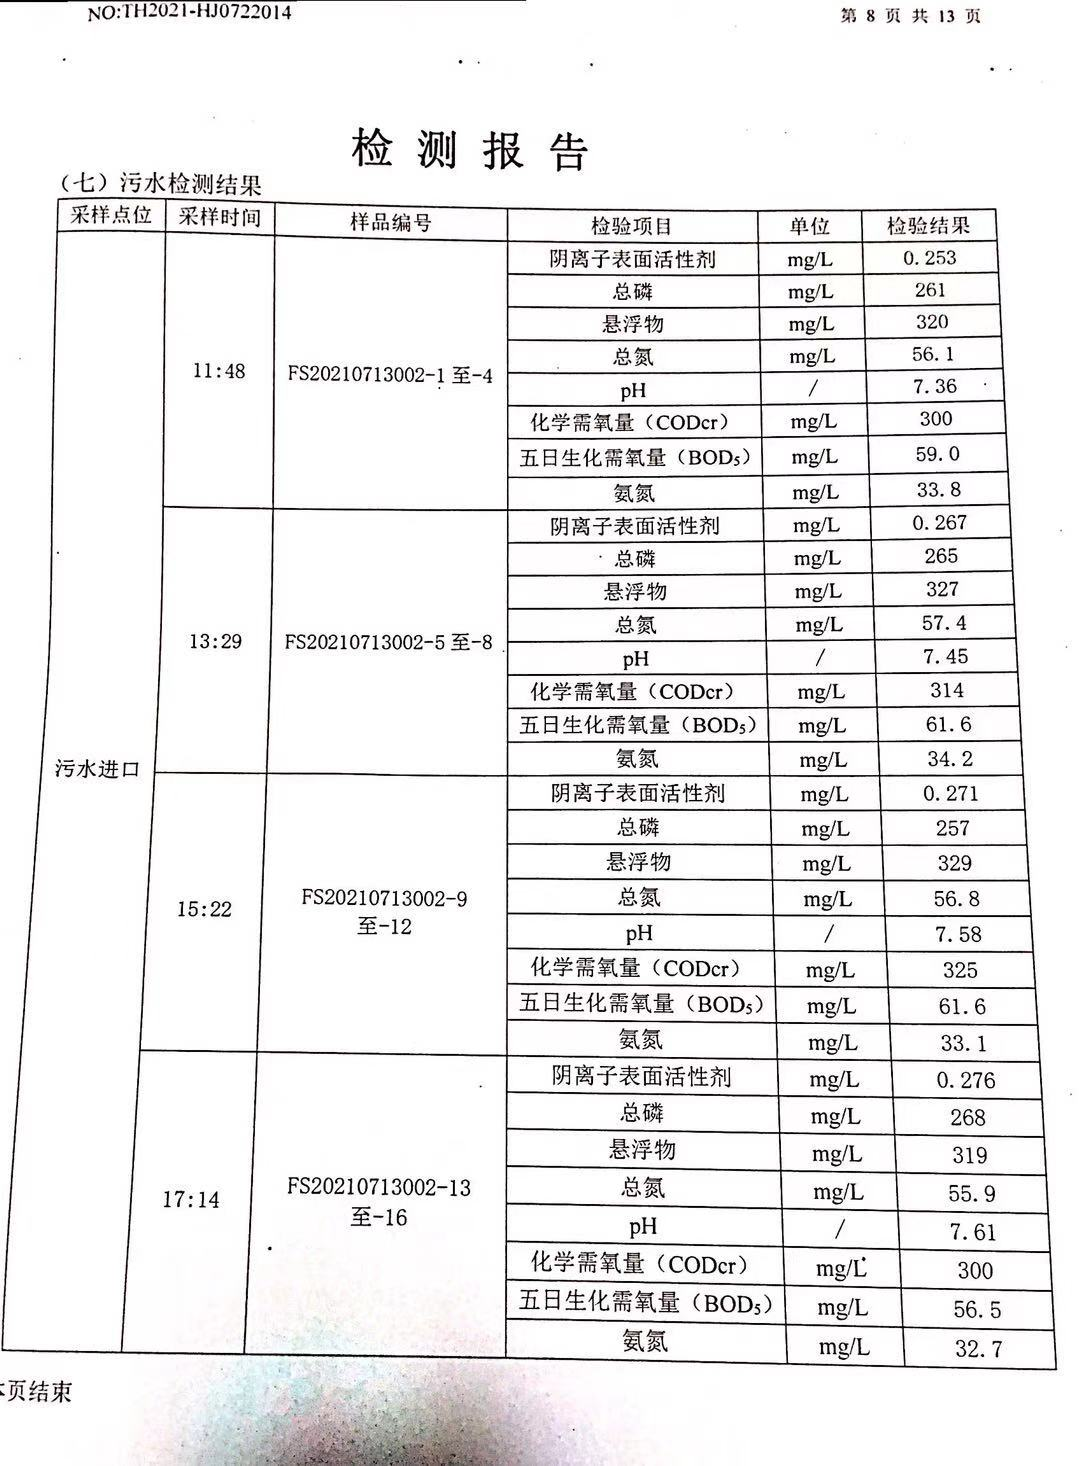 NO:TH2021-HJ0722014
第 8 页 共 13 页
检测报告
（七）污水检测结果
采样点位 采样时间 样品编号 检验项目 单位 检验结果
污水进口
11:48 FS20210713002-1 至-4
阴离子表面活性剂 mg/L 0.253
总磷 mg/L 261
悬浮物 mg/L 320
总氮 mg/L 56.1
pH / 7.36
化学需氧量（CODcr） mg/L 300
五日生化需氧量（BOD₅） mg/L 59.0
氨氮 mg/L 33.8
13:29 FS20210713002-5 至-8
阴离子表面活性剂 mg/L 0.267
总磷 mg/L 265
悬浮物 mg/L 327
总氮 mg/L 57.4
pH / 7.45
化学需氧量（CODcr） mg/L 314
五日生化需氧量（BOD₅） mg/L 61.6
氨氮 mg/L 34.2
15:22 FS20210713002-9
至-12
阴离子表面活性剂 mg/L 0.271
总磷 mg/L 257
悬浮物 mg/L 329
总氮 mg/L 56.8
pH / 7.58
化学需氧量（CODcr） mg/L 325
五日生化需氧量（BOD₅） mg/L 61.6
氨氮 mg/L 33.1
17:14 FS20210713002-13
至-16
阴离子表面活性剂 mg/L 0.276
总磷 mg/L 268
悬浮物 mg/L 319
总氮 mg/L 55.9
pH / 7.61
化学需氧量（CODcr） mg/L 300
五日生化需氧量（BOD₅） mg/L 56.5
氨氮 mg/L 32.7
本页结束